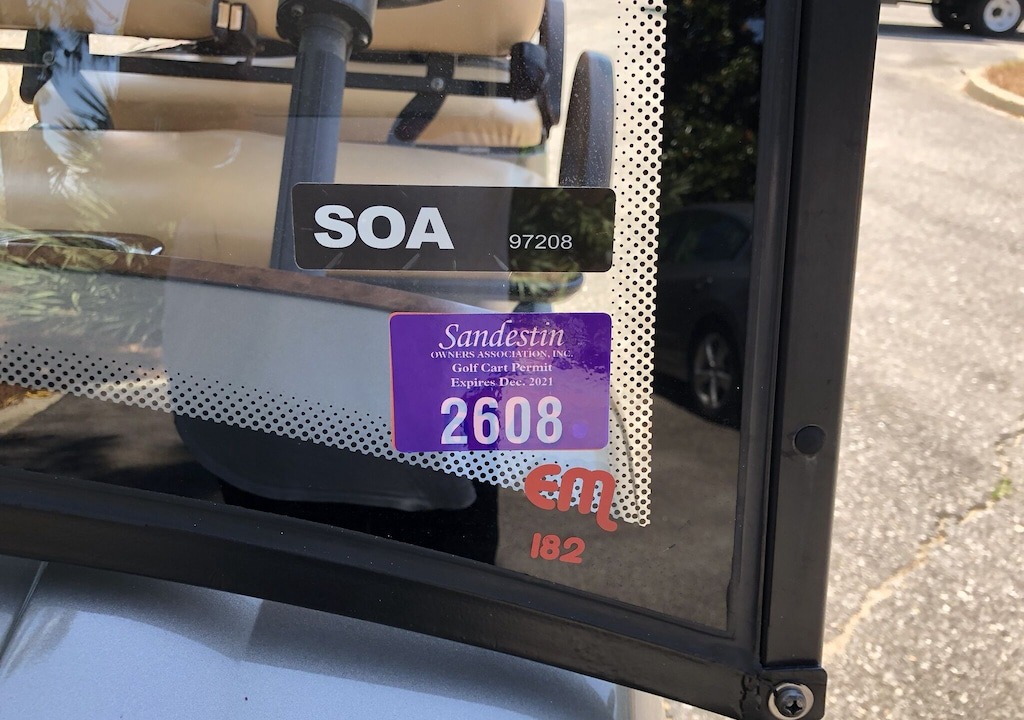 SOA 97208
Sandestin
OWNERS ASSOCIATION, INC.
Golf Cart Permit
Expires Dec. 2021
2608
Em
182